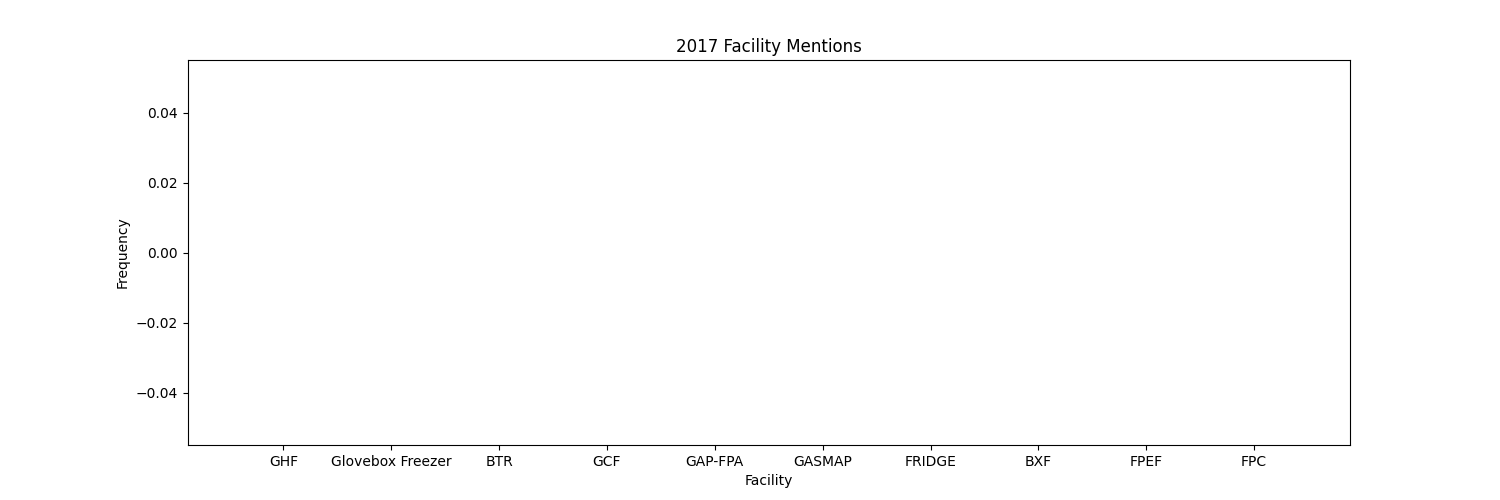 2017 Facility Mentions
0.04
0.02
0.00
−0.02
−0.04
Frequency
GHF Glovebox Freezer BTR GCF GAP-FPA GASMAP FRIDGE BXF FPEF FPC
Facility